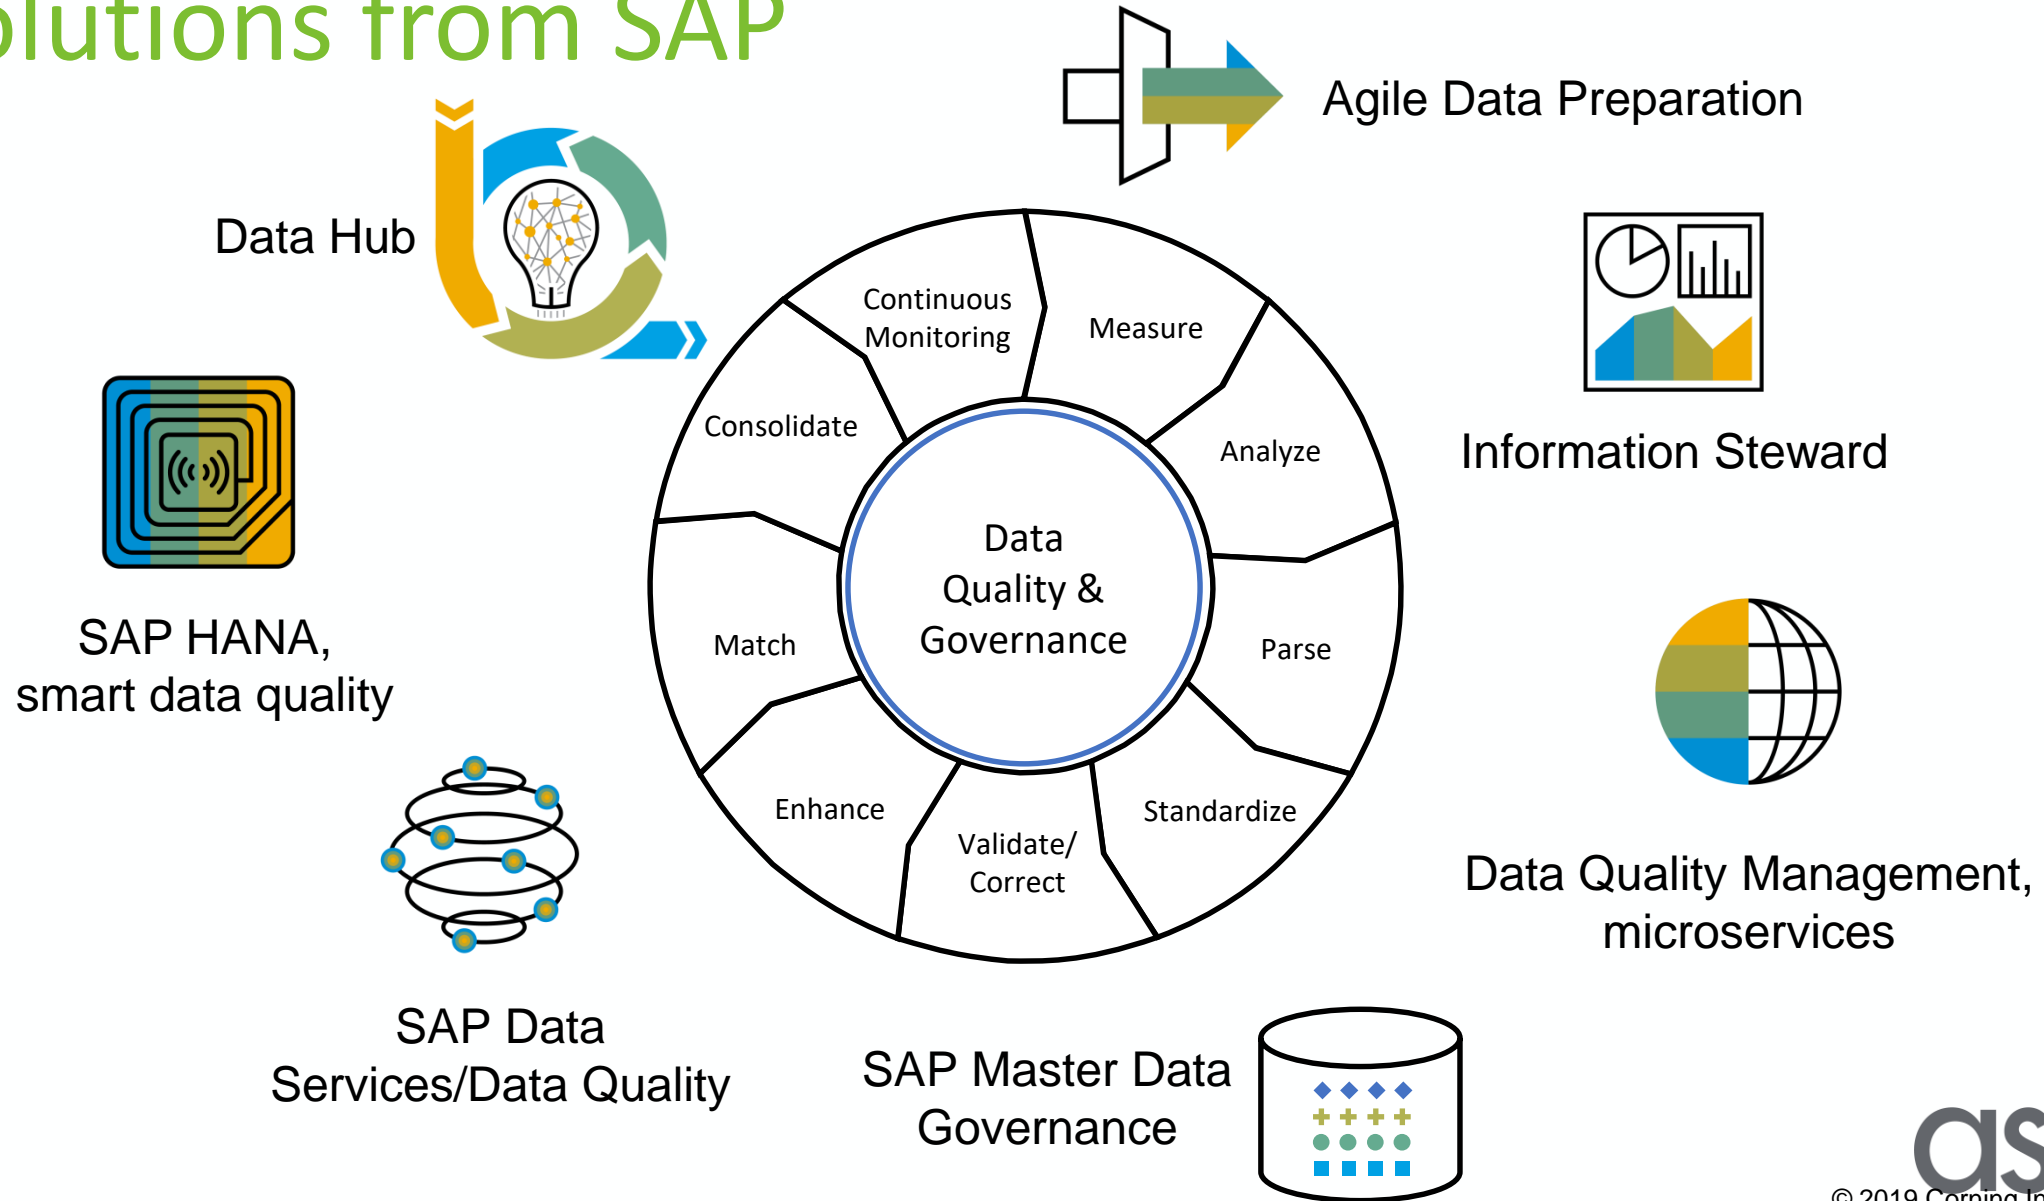 olutions from SAP
Agile Data Preparation
Data Hub
Continuous
Monitoring
Measure
Consolidate
Analyze
Information Steward
Data
Quality &
Governance
SAP HANA,
smart data quality
Match
Parse
Enhance
Standardize
Validate/
Correct
Data Quality Management,
microservices
SAP Data
Services/Data Quality
SAP Master Data
Governance
as
© 2019 Corning In